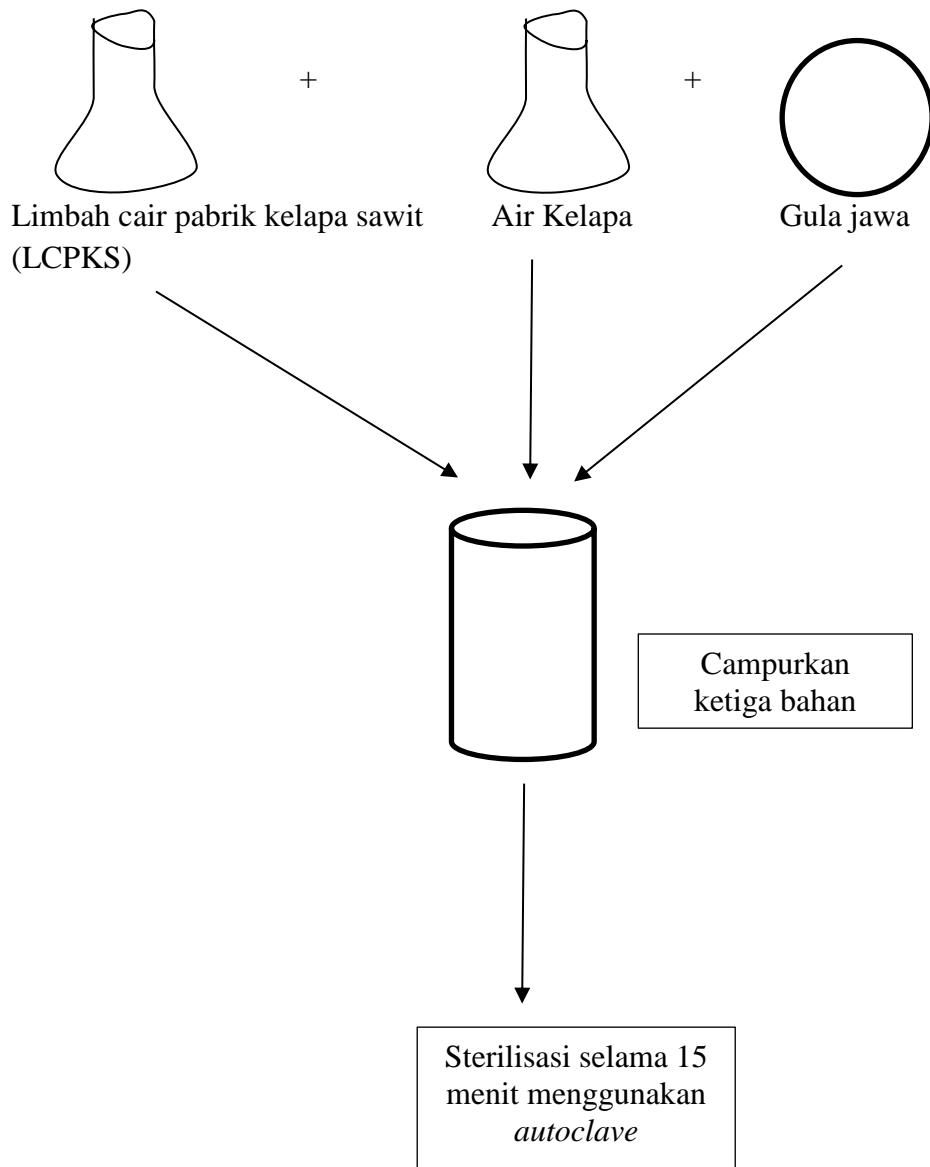 +
+
Limbah cair pabrik kelapa sawit
(LCPKS)
Air Kelapa
Gula jawa
Campurkan
ketiga bahan
Sterilisasi selama 15
menit menggunakan
autoclave